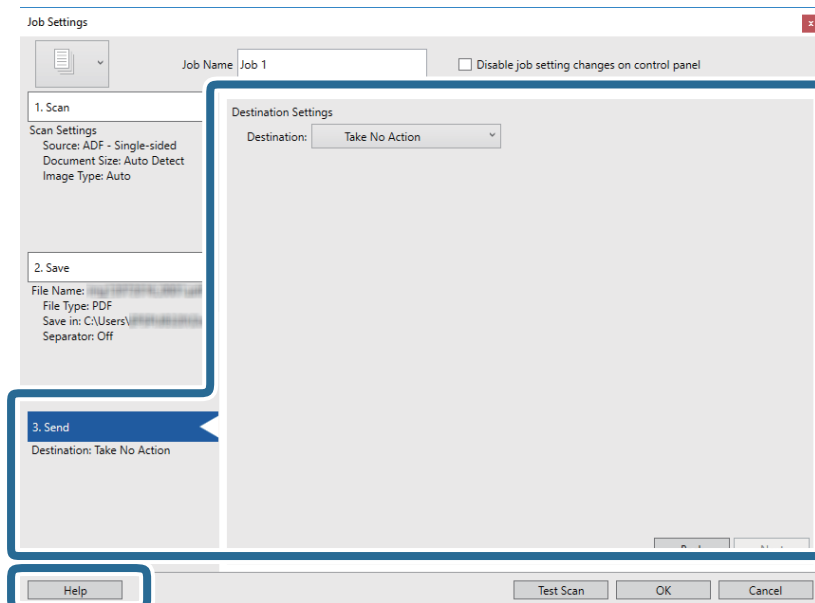 Job Settings
Job Name Job 1
Disable job setting changes on control panel
1. Scan
Scan Settings
Source: ADF - Single-sided
Document Size: Auto Detect
Image Type: Auto
2. Save
File Name:
File Type: PDF
Save in: C:\Users\
Separator: Off
3. Send
Destination: Take No Action
Destination Settings
Destination: Take No Action
Help
Test Scan
OK
Cancel